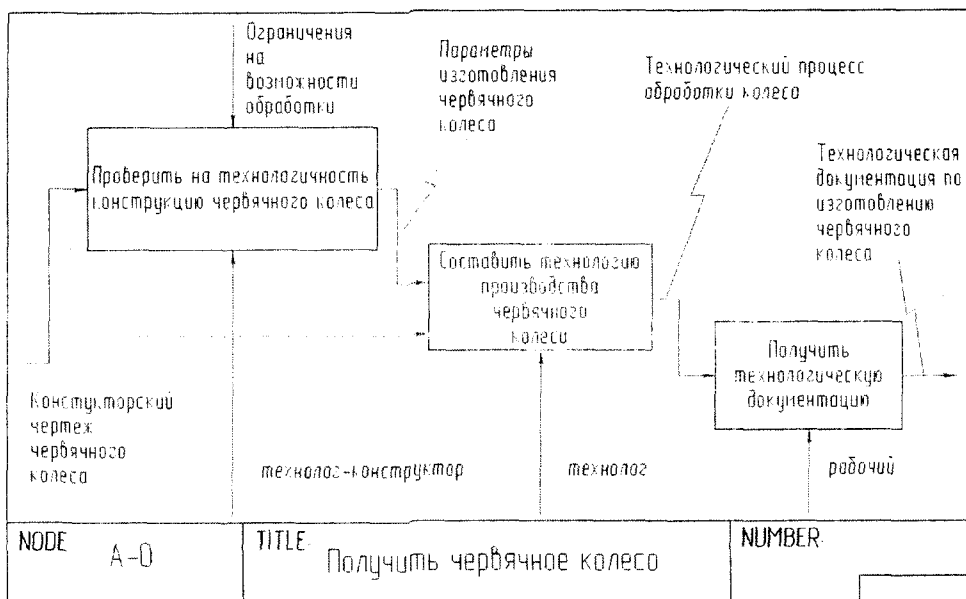 Ограничения
на
возможности
обработки
Параметры
изготовления
червячного
колеса
Технологический процесс
обработки колеса
Технологическая
документация по
изготовлению
червячного
колеса
Проверить на технологичность
конструкцию червячного колеса
Составить технологию
производства
червячного
колеси
Получить
технологическую
документацию
Констукторский
чертеж
червячного
колеса
технолог-конструктор
технолог
рабочий
NODE
А-0
TITLE
Получить червячное колесо
NUMBER